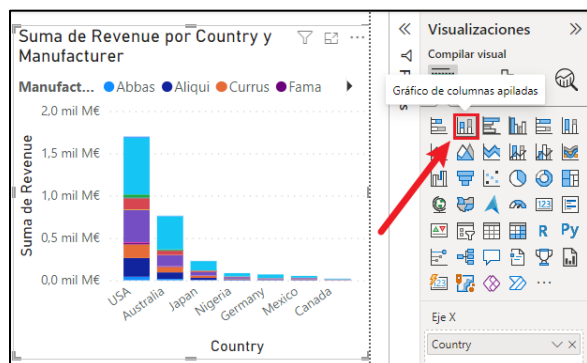 Suma de Revenue por Country y
Manufacturer
Manufact... Abbas Aliqui Currus Fama
2,0 mil M€
1,5 mil M€
1,0 mil M€
0,5 mil M€
0,0 mil M€
Suma de Revenue
USA
Australia
Japan
Nigeria
Germany
Mexico
Canada
Country
Visualizaciones
Compilar visual
Gráfico de columnas apiladas
123
R Py
123
Eje X
Country